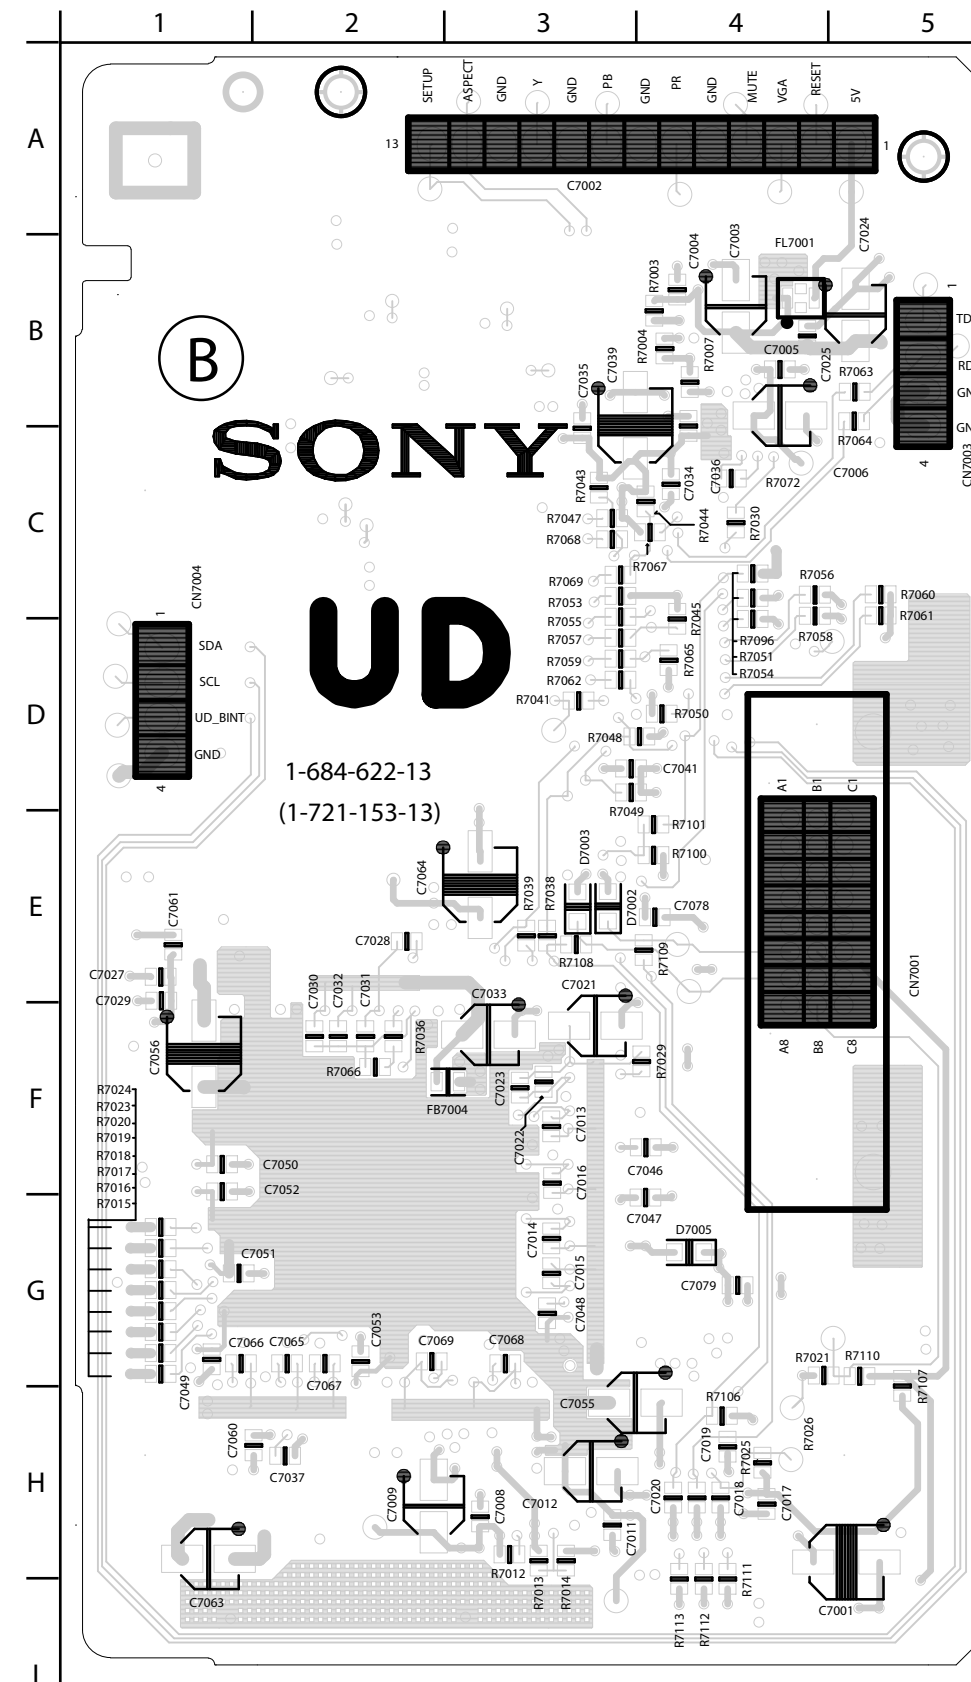 1 2 3 4 5
SETUP ASPECT GND Y GND PB GND PR GND MUTE VGA RESET 5V
A
13 1
C7002
C7003 C7004 C7024
FL7001
R7003
1
B
TD
R7004 R7007
C7005 C7025
RD
B
C7035 C7039
R7063
GN
GN
SONY
R7064
4
CN7003
R7043 C7034 C7036 R7072 C7006
C
R7047 R7044 R7030
R7068
R7067
CN7004
R7069 R7056
R7053 R7060
1
R7055 R7045 R7061
UD
R7057 R7058
SDA
R7096
R7059 R7065 R7051
SCL
R7062 R7054
R7041
D
UD_BINT R7050
R7048
GND
1-684-622-13
C7041
4
R7049
A1 B1 C1
(1-721-153-13)
R7101
D7003
R7100
C7064
E
R7039 R7038 D7002 C7078
C7061
C7028
R7108 R7109
C7027
CN7001
C7029
C7030 C7032 C7031 C7033 C7021
C7056 R7036
A8 B8 C8
R7066 R7029
F
R7024
R7023
FB7004 C7023
R7020
C7013
R7019
C7022
R7018
C7050 C7046
R7017
C7016
R7016
C7052
R7015
C7047
C7014 D7005
C7051
C7015
G
C7079
C7048
C7053
C7066 C7065 C7069 C7068
R7021 R7110
C7049 C7067
R7107
C7055
R7106
C7060
C7019 R7025 R7026
H
C7037
C7009 C7008 C7012 C7020 C7018 C7017
C7011
R7012 R7013 R7014
R7111
C7063
C7001
R7113 R7112
I